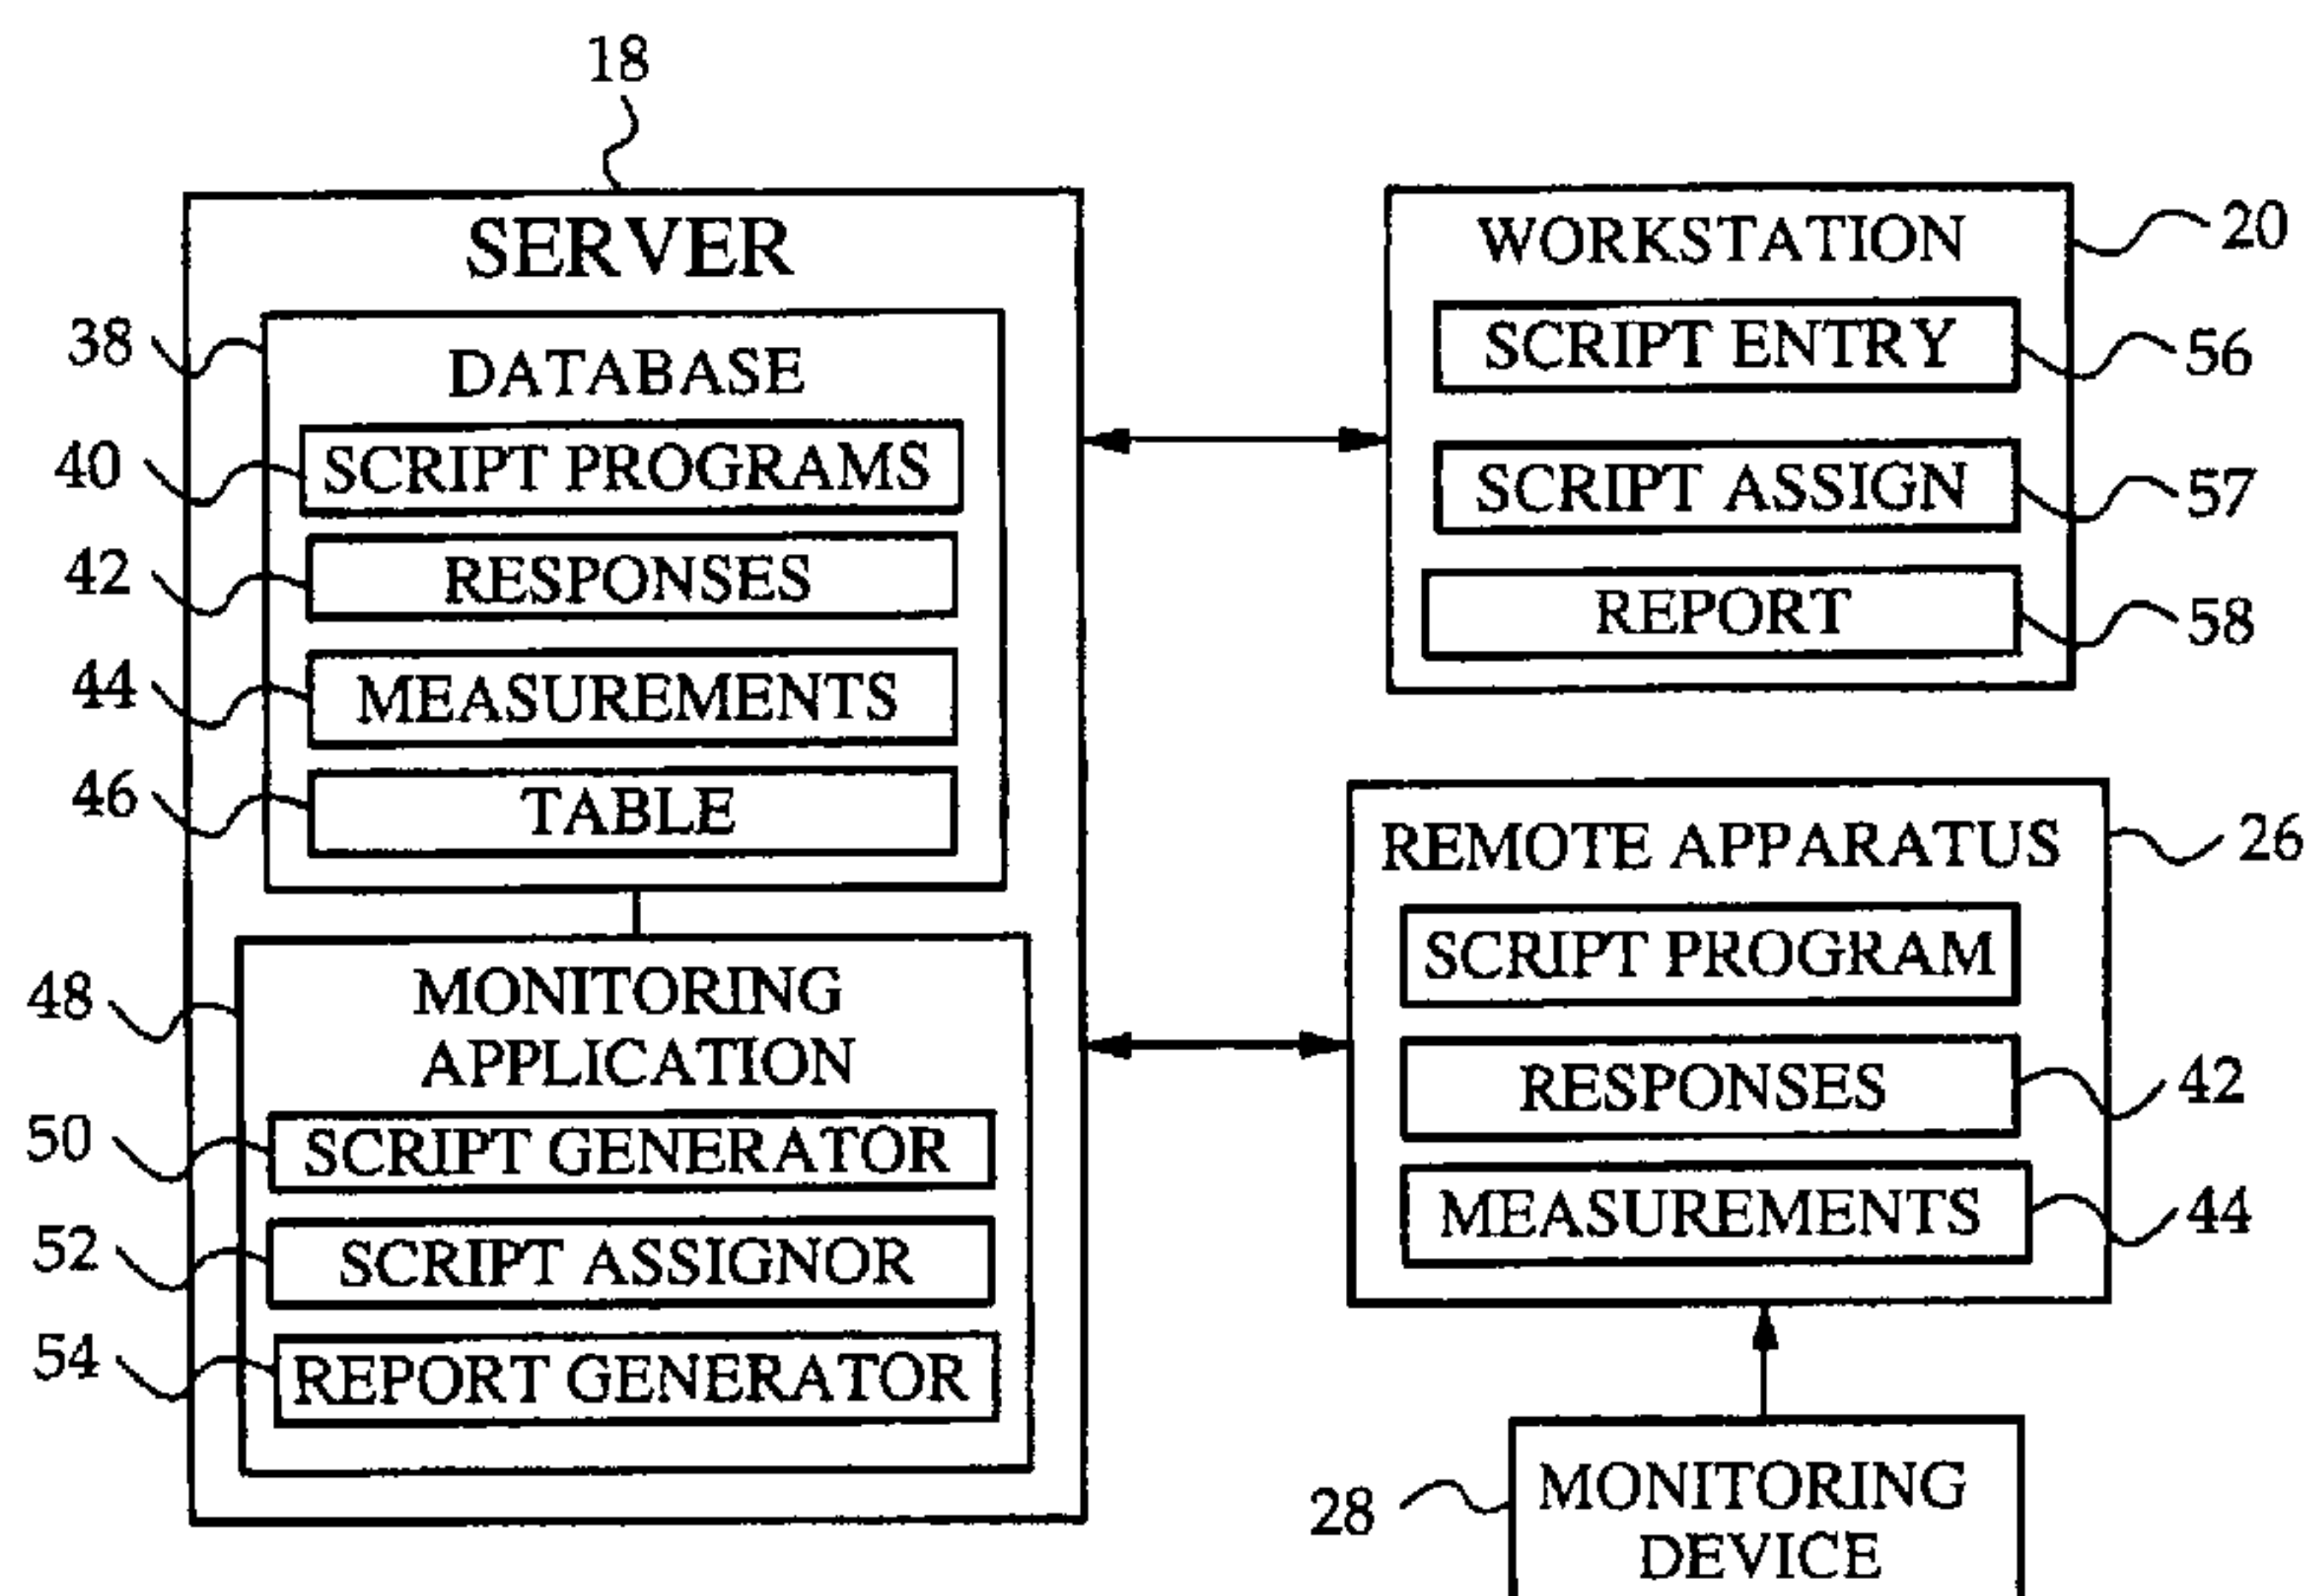 18
SERVER
38
DATABASE
40
SCRIPT PROGRAMS
42
RESPONSES
44
MEASUREMENTS
46
TABLE
48
MONITORING
APPLICATION
50
SCRIPT GENERATOR
52
SCRIPT ASSIGNOR
54
REPORT GENERATOR
WORKSTATION
20
SCRIPT ENTRY
56
SCRIPT ASSIGN
57
REPORT
58
REMOTE APPARATUS
26
SCRIPT PROGRAM
RESPONSES
42
MEASUREMENTS
44
28
MONITORING
DEVICE